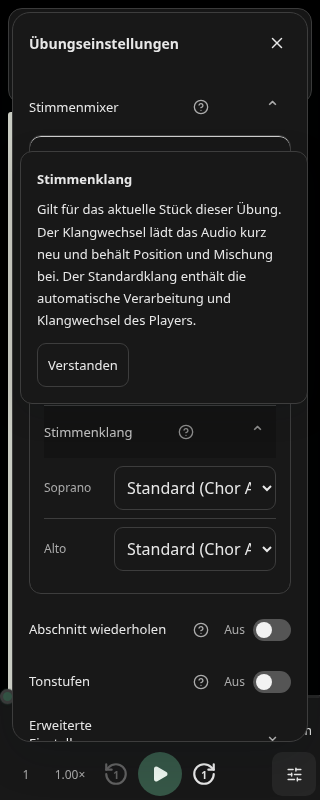 Übungseinstellungen
Stimmenmixer
Stimmenklang
Gilt für das aktuelle Stück dieser Übung.
Der Klangwechsel lädt das Audio kurz
neu und behält Position und Mischung
bei. Der Standardklang enthält die
automatische Verarbeitung und
Klangwechsel des Players.
Verstanden
Stimmenklang
Soprano
Standard (Chor A
Alto
Standard (Chor A
Abschnitt wiederholen
Aus
Tonstufen
Aus
Erweiterte
1
1.00×
1
1